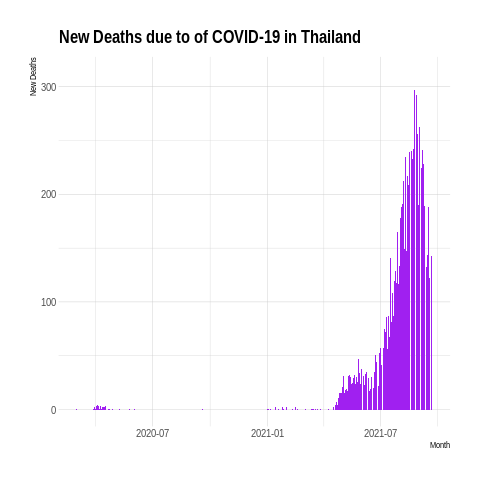 New Deaths due to of COVID-19 in Thailand
New Deaths
300
200
100
0
2020-07
2021-01
2021-07
Month